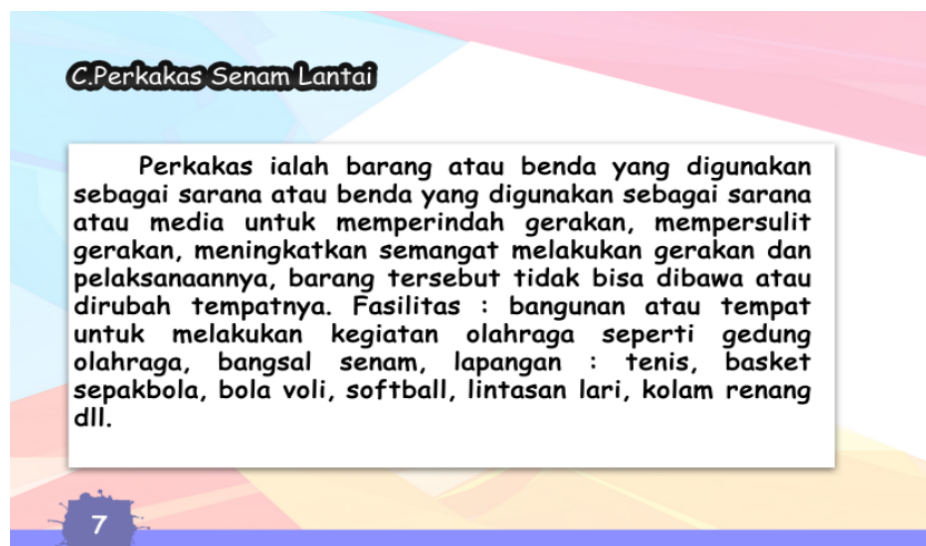 C.Perkakas Senam Lantai
Perkakas ialah barang atau benda yang digunakan
sebagai sarana atau benda yang digunakan sebagai sarana
atau media untuk memperindah gerakan, mempersulit
gerakan, meningkatkan semangat melakukan gerakan dan
pelaksanaannya, barang tersebut tidak bisa dibawa atau
dirubah tempatnya. Fasilitas : bangunan atau tempat
untuk melakukan kegiatan olahraga seperti gedung
olahraga, bangsal senam, lapangan : tenis, basket
sepakbola, bola voli, softball, lintasan lari, kolam renang
dll.
7